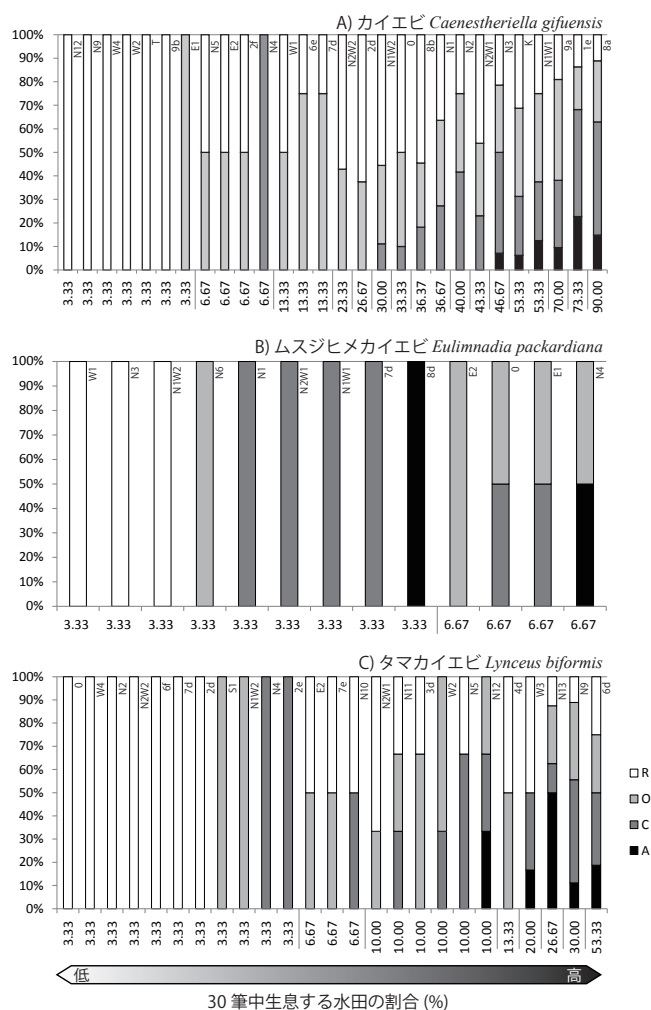 A) カイエビ Caenestheriella gifuensis
100%
90%
80%
70%
60%
50%
40%
30%
20%
10%
0%
N12 N9 W4 W2 T 9b E1 N5 E2 2f N4 W1 6e 7d N2W2 2d N1W2 0 8b N1 N2 N2W1 N3 K N1W1 9a 1e 8a
3.33 3.33 3.33 3.33 3.33 3.33 3.33 6.67 6.67 6.67 6.67 13.33 13.33 13.33 23.33 26.67 30.00 33.33 36.37 36.67 40.00 43.33 46.67 53.33 53.33 70.00 73.33 90.00
B) ムスジヒメカイエビ Eulimnadia packardiana
100%
90%
80%
70%
60%
50%
40%
30%
20%
10%
0%
W1 N3 N1W2 N6 N1 N2W1 N1W1 7d 8d E2 0 E1 N4
3.33 3.33 3.33 3.33 3.33 3.33 3.33 3.33 3.33 6.67 6.67 6.67 6.67
C) タマカイエビ Lynceus biformis
100%
90%
80%
70%
60%
50%
40%
30%
20%
10%
0%
0 W4 N2 N2W2 6f 7d 2d S1 N1W2 N4 2e E2 7e N10 N2W1 N11 3d W2 N5 N12 4d W3 N13 N9 6d
3.33 3.33 3.33 3.33 3.33 3.33 3.33 3.33 3.33 3.33 3.33 6.67 6.67 6.67 10.00 10.00 10.00 10.00 10.00 10.00 13.33 20.00 26.67 30.00 53.33
R
O
C
A
低 高
30 筆中生息する水田の割合 (%)